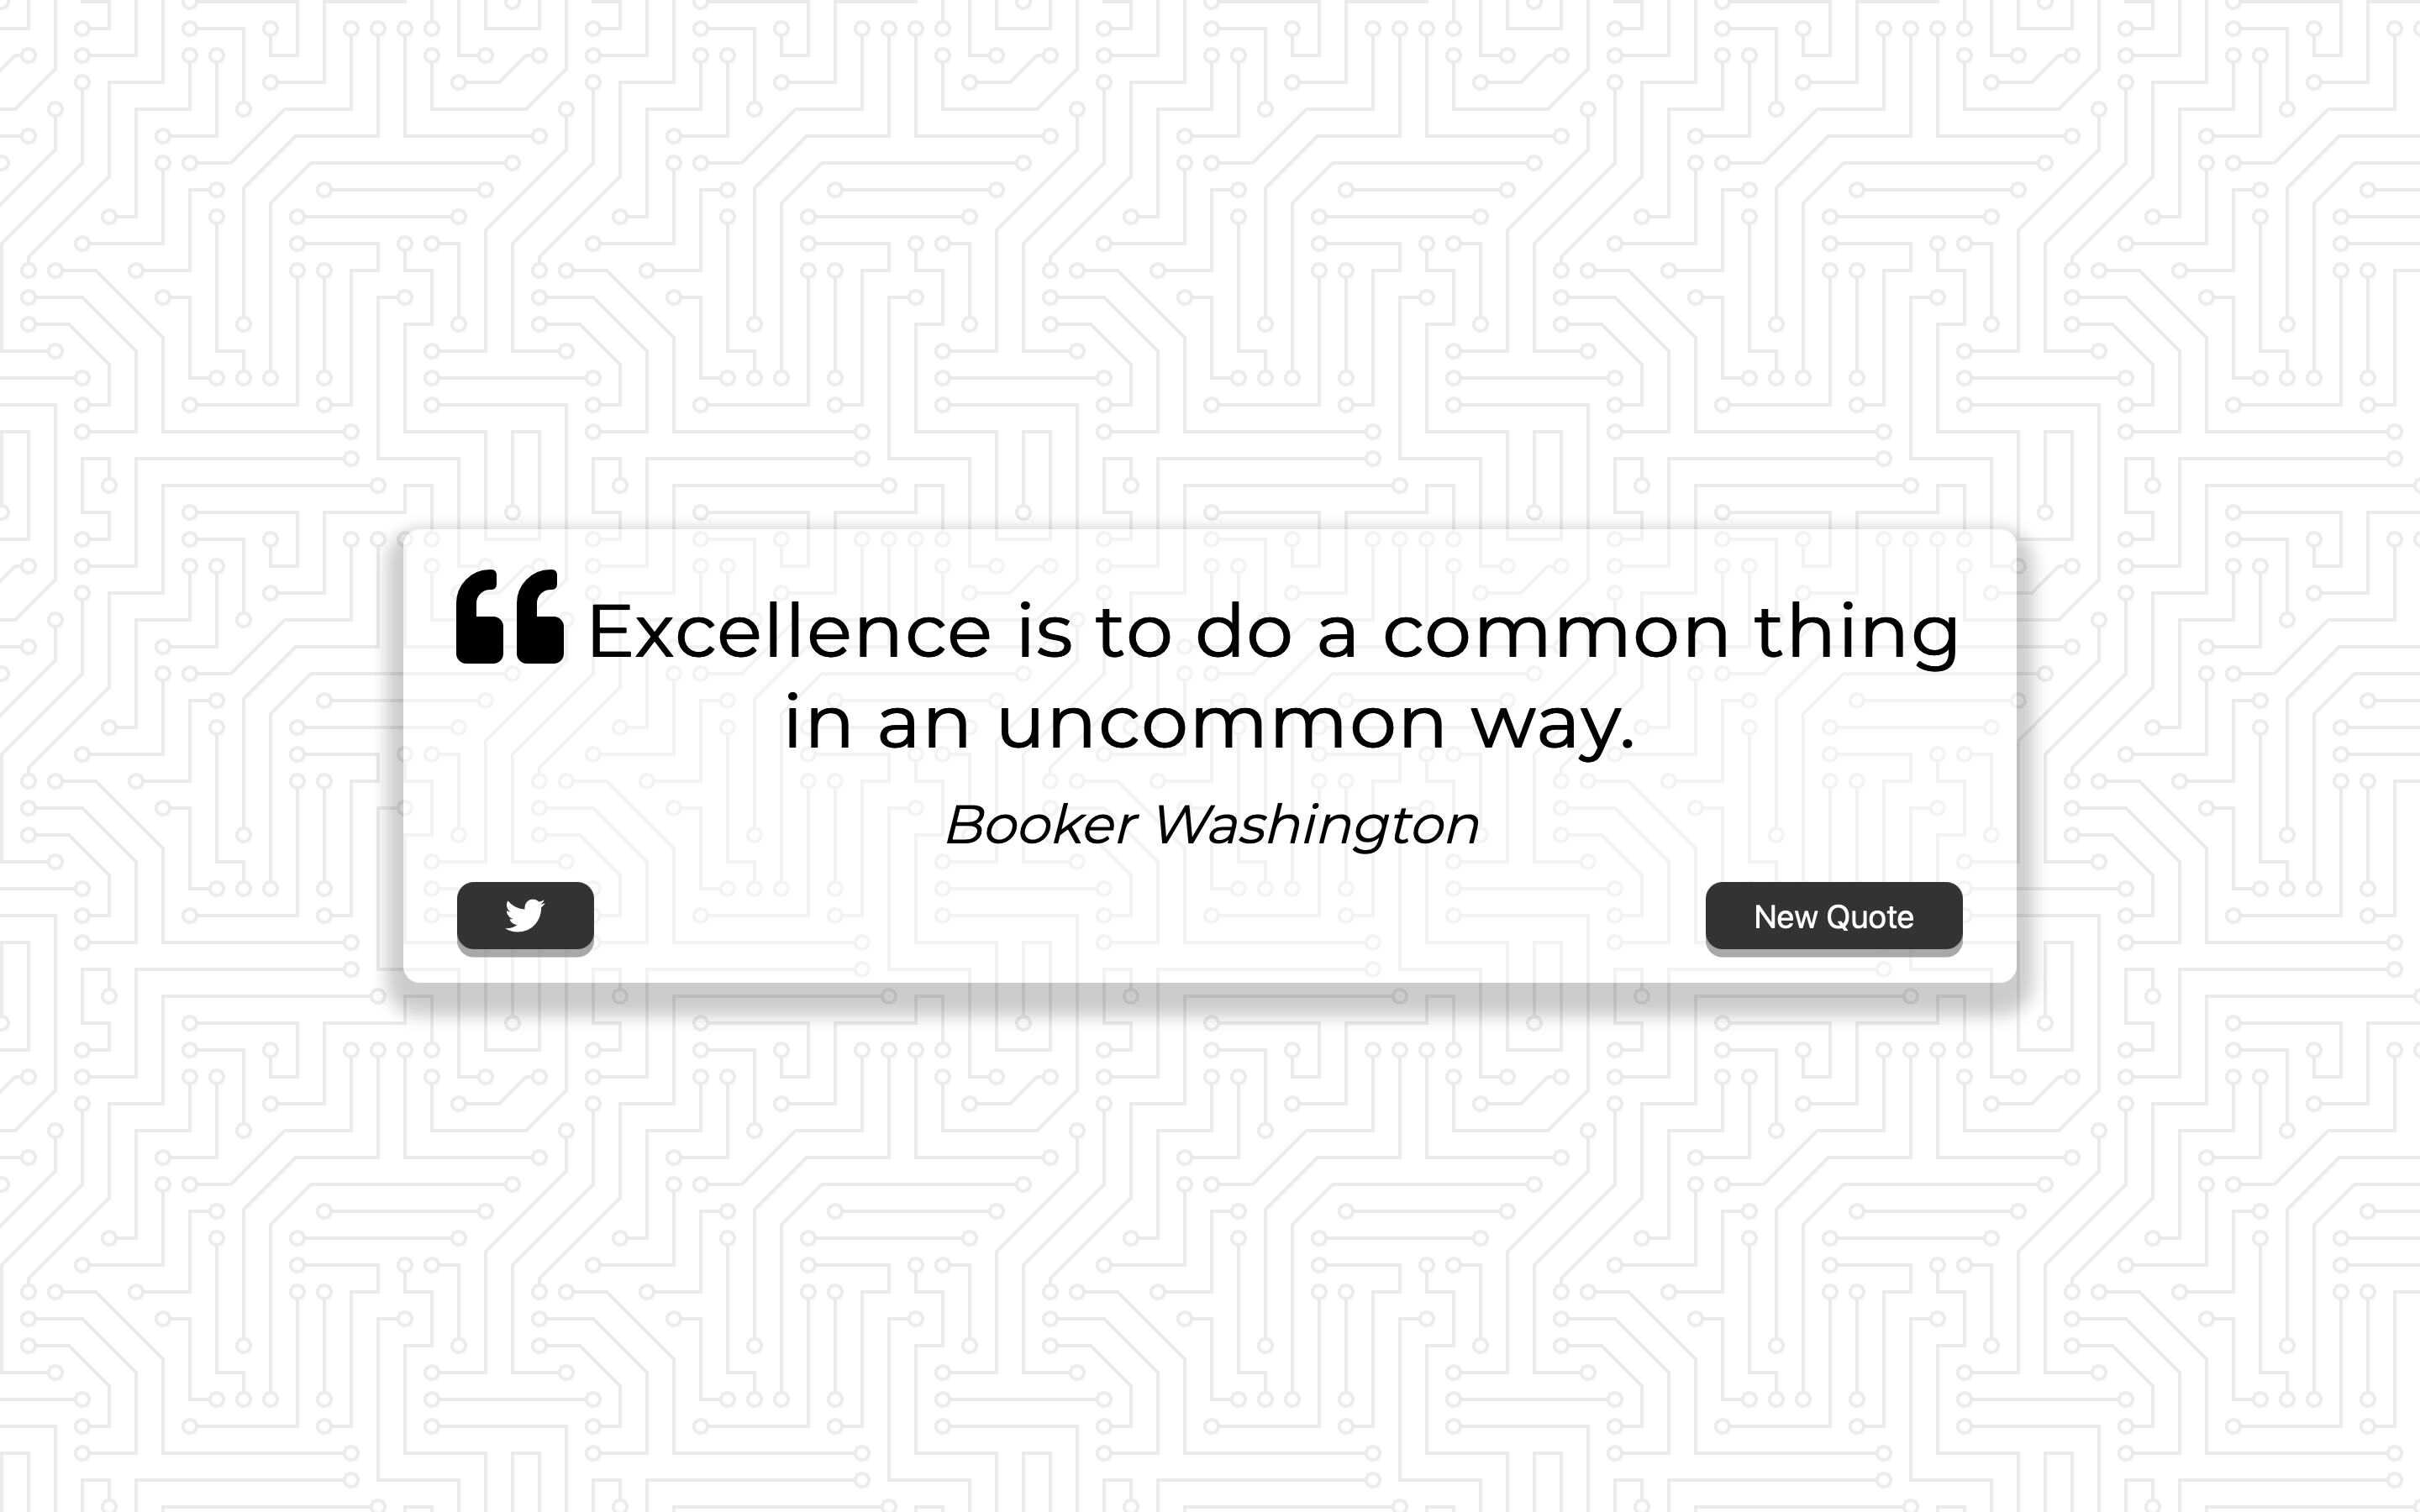 Excellence is to do a common thing
in an uncommon way.
Booker Washington
New Quote